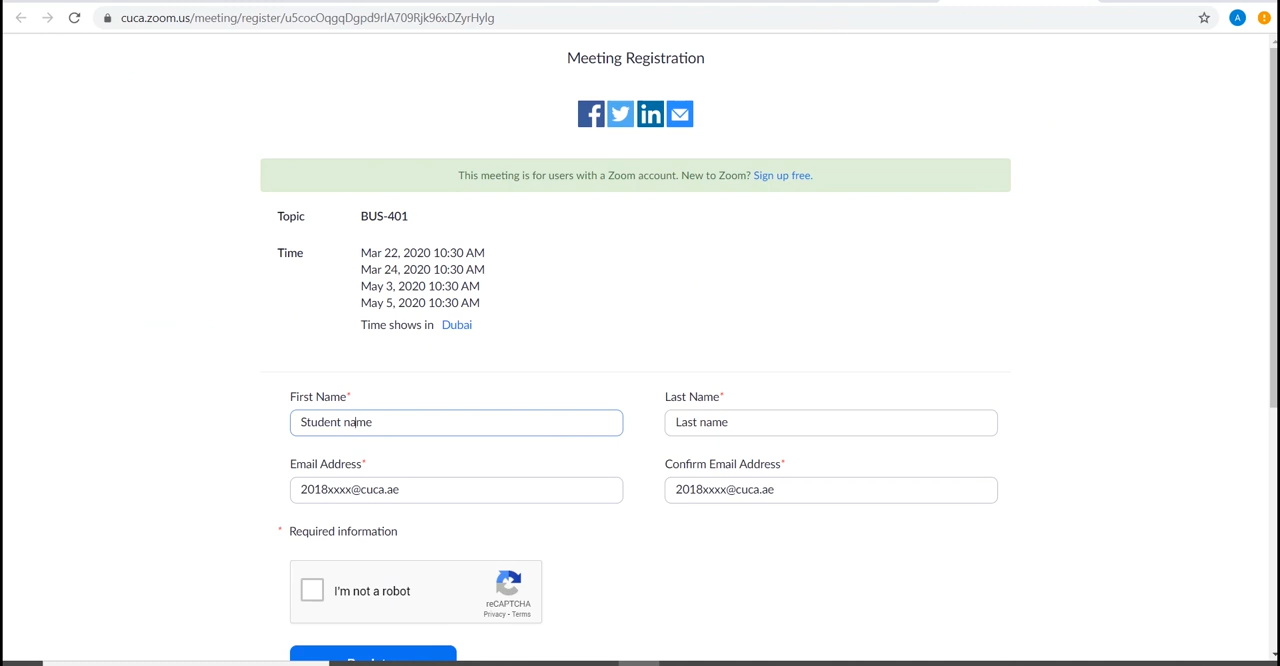 cuca.zoom.us/meeting/register/u5cocOqgqDgpd9rlA709Rjk96xDZyrHylg
A
Meeting Registration
This meeting is for users with a Zoom account. New to Zoom? Sign up free.
Topic BUS-401
Time Mar 22, 2020 10:30 AM
Mar 24, 2020 10:30 AM
May 3, 2020 10:30 AM
May 5, 2020 10:30 AM
Time shows in Dubai
First Name* Last Name*
Student name Last name
Email Address* Confirm Email Address*
2018xxxx@cuca.ae 2018xxxx@cuca.ae
* Required information
I'm not a robot
reCAPTCHA
Privacy - Terms